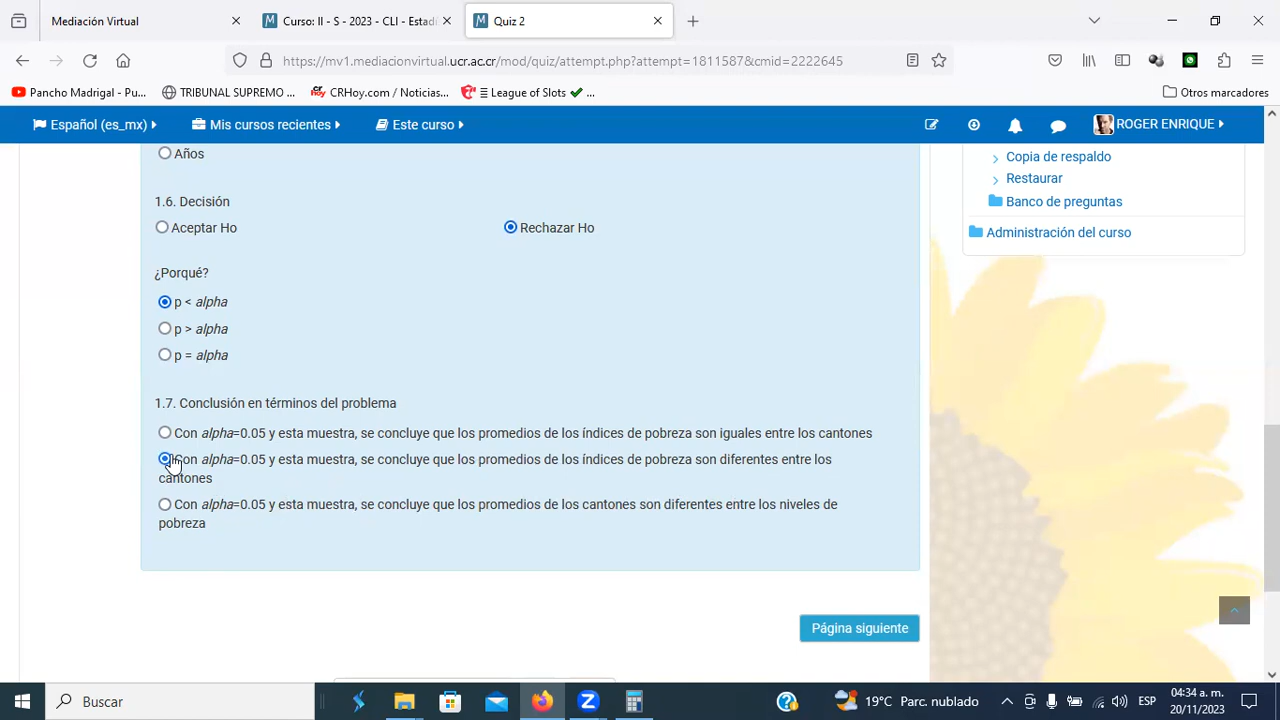 Mediación Virtual
Curso: II - S - 2023 - CLI - Estadí
Quiz 2
https://mv1.mediacionvirtual.ucr.ac.cr/mod/quiz/attempt.php?attempt=1811587&cmid=2222645
Pancho Madrigal - Pu...
TRIBUNAL SUPREMO ...
CRHoy.com / Noticias...
☰ League of Slots ✔ ...
Otros marcadores
Español (es_mx)
Mis cursos recientes
Este curso
ROGER ENRIQUE
Años
Copia de respaldo
Restaurar
Banco de preguntas
Administración del curso
1.6. Decisión
Aceptar Ho
Rechazar Ho
¿Porqué?
p < alpha
p > alpha
p = alpha
1.7. Conclusión en términos del problema
Con alpha=0.05 y esta muestra, se concluye que los promedios de los índices de pobreza son iguales entre los cantones
Con alpha=0.05 y esta muestra, se concluye que los promedios de los índices de pobreza son diferentes entre los
cantones
Con alpha=0.05 y esta muestra, se concluye que los promedios de los cantones son diferentes entre los niveles de
pobreza
Página siguiente
Buscar
19°C Parc. nublado
ESP
04:34 a. m.
20/11/2023